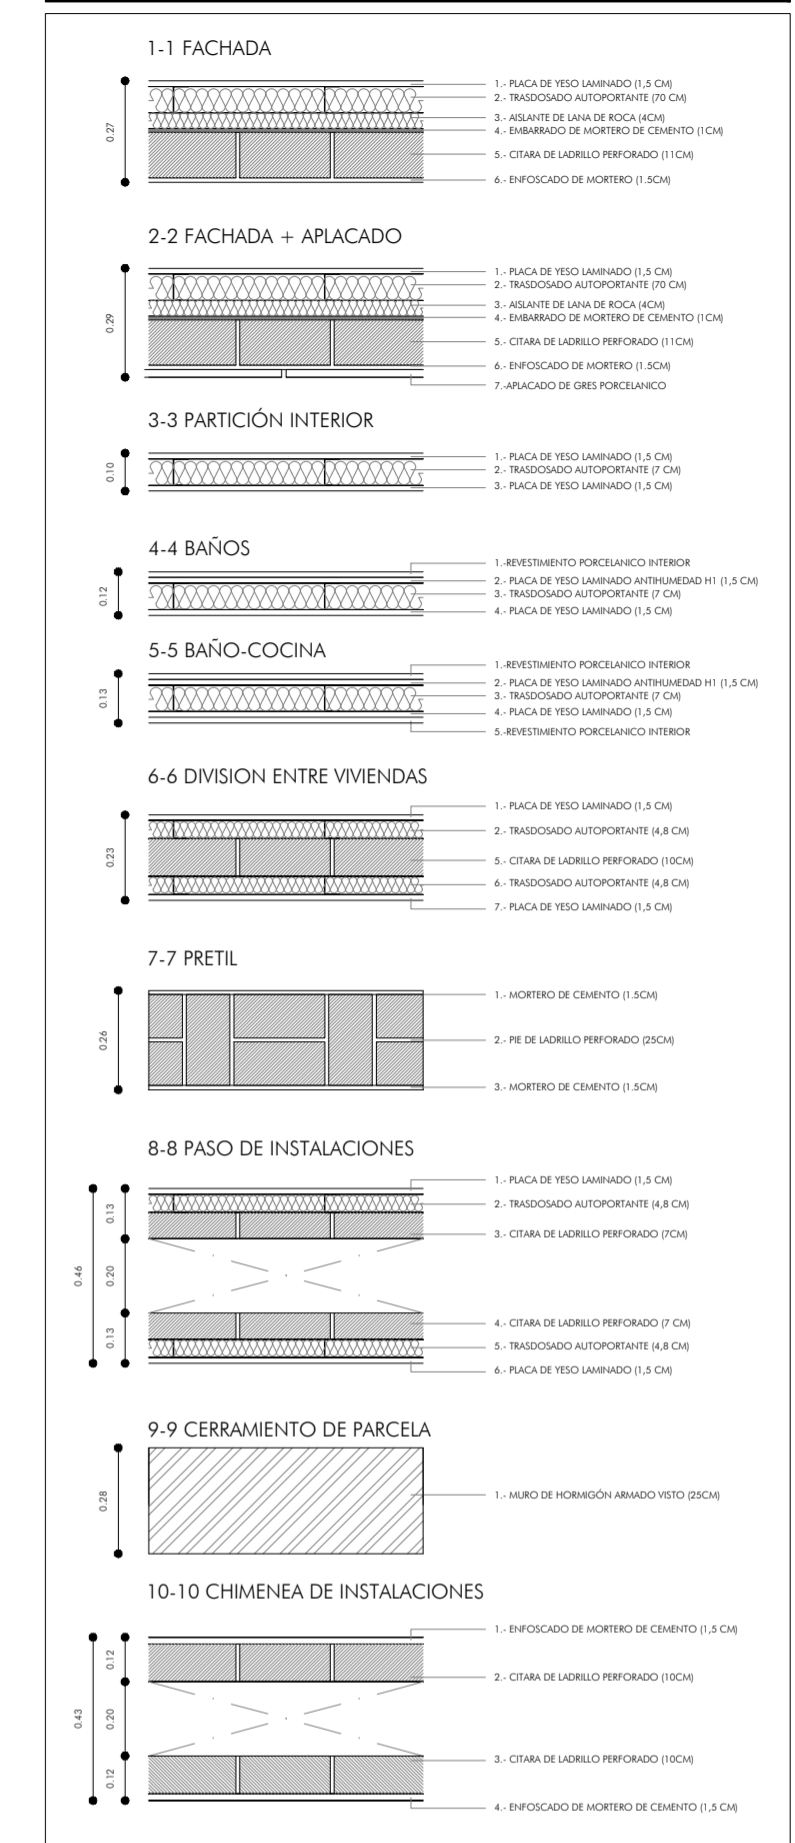 1-1 FACHADA
0.27
1.- PLACA DE YESO LAMINADO (1,5 CM)
2.- TRASDOSADO AUTOPORTANTE (70 CM)
3.- AISLANTE DE LANA DE ROCA (4CM)
4.- EMBARRADO DE MORTERO DE CEMENTO (1CM)
5.- CITARA DE LADRILLO PERFORADO (11CM)
6.- ENFOSCADO DE MORTERO (1.5CM)
2-2 FACHADA + APLACADO
0.29
1.- PLACA DE YESO LAMINADO (1,5 CM)
2.- TRASDOSADO AUTOPORTANTE (70 CM)
3.- AISLANTE DE LANA DE ROCA (4CM)
4.- EMBARRADO DE MORTERO DE CEMENTO (1CM)
5.- CITARA DE LADRILLO PERFORADO (11CM)
6.- ENFOSCADO DE MORTERO (1.5CM)
7.-APLACADO DE GRES PORCELANICO
3-3 PARTICIÓN INTERIOR
0.10
1.- PLACA DE YESO LAMINADO (1,5 CM)
2.- TRASDOSADO AUTOPORTANTE (7 CM)
3.- PLACA DE YESO LAMINADO (1,5 CM)
4-4 BAÑOS
0.12
1.-REVESTIMIENTO PORCELANICO INTERIOR
2.- PLACA DE YESO LAMINADO ANTIHUMEDAD H1 (1,5 CM)
3.- TRASDOSADO AUTOPORTANTE (7 CM)
4.- PLACA DE YESO LAMINADO (1,5 CM)
5-5 BAÑO-COCINA
0.13
1.-REVESTIMIENTO PORCELANICO INTERIOR
2.- PLACA DE YESO LAMINADO ANTIHUMEDAD H1 (1,5 CM)
3.- TRASDOSADO AUTOPORTANTE (7 CM)
4.- PLACA DE YESO LAMINADO (1,5 CM)
5.-REVESTIMIENTO PORCELANICO INTERIOR
6-6 DIVISION ENTRE VIVIENDAS
0.23
1.- PLACA DE YESO LAMINADO (1,5 CM)
2.- TRASDOSADO AUTOPORTANTE (4,8 CM)
5.- CITARA DE LADRILLO PERFORADO (10CM)
6.- TRASDOSADO AUTOPORTANTE (4,8 CM)
7.- PLACA DE YESO LAMINADO (1,5 CM)
7-7 PRETIL
0.26
1.- MORTERO DE CEMENTO (1.5CM)
2.- PIE DE LADRILLO PERFORADO (25CM)
3.- MORTERO DE CEMENTO (1.5CM)
8-8 PASO DE INSTALACIONES
0.46
0.13
0.20
0.13
1.- PLACA DE YESO LAMINADO (1,5 CM)
2.- TRASDOSADO AUTOPORTANTE (4,8 CM)
3.- CITARA DE LADRILLO PERFORADO (7CM)
4.- CITARA DE LADRILLO PERFORADO (7 CM)
5.- TRASDOSADO AUTOPORTANTE (4,8 CM)
6.- PLACA DE YESO LAMINADO (1,5 CM)
9-9 CERRAMIENTO DE PARCELA
0.28
1.- MURO DE HORMIGÓN ARMADO VISTO (25CM)
10-10 CHIMENEA DE INSTALACIONES
0.43
0.12
0.20
0.12
1.- ENFOSCADO DE MORTERO DE CEMENTO (1,5 CM)
2.- CITARA DE LADRILLO PERFORADO (10CM)
3.- CITARA DE LADRILLO PERFORADO (10CM)
4.- ENFOSCADO DE MORTERO DE CEMENTO (1,5 CM)